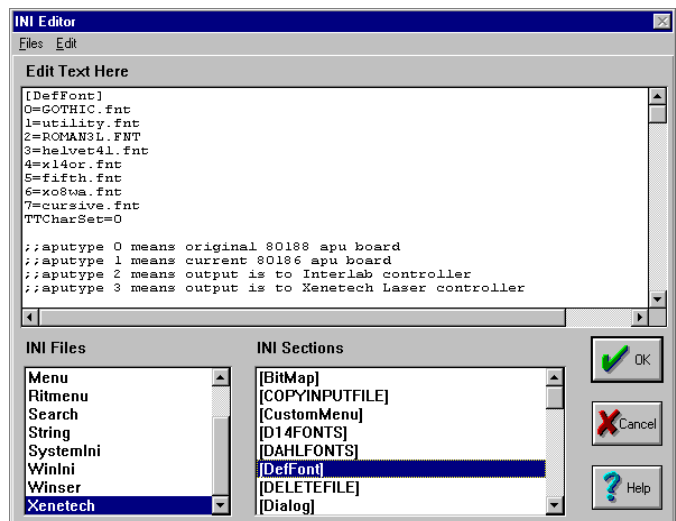 INI Editor
Files Edit
Edit Text Here
[DefFont]
0=GOTHIC.fnt
1=utility.fnt
2=ROMAN3L.FNT
3=helvet4l.fnt
4=xl4or.fnt
5=fifth.fnt
6=xo8wa.fnt
7=cursive.fnt
TTCharSet=0
;;aputype 0 means original 80188 apu board
;;aputype 1 means current 80186 apu board
;;aputype 2 means output is to Interlab controller
;;aputype 3 means output is to Xenetech Laser controller
INI Files
Menu
Ritmenu
Search
String
SystemIni
WinIni
Winser
Xenetech
INI Sections
[BitMap]
[COPYINPUTFILE]
[CustomMenu]
[D14FONTS]
[DAHLFONTS]
[DefFont]
[DELETEFILE]
[Dialog]
OK
Cancel
Help